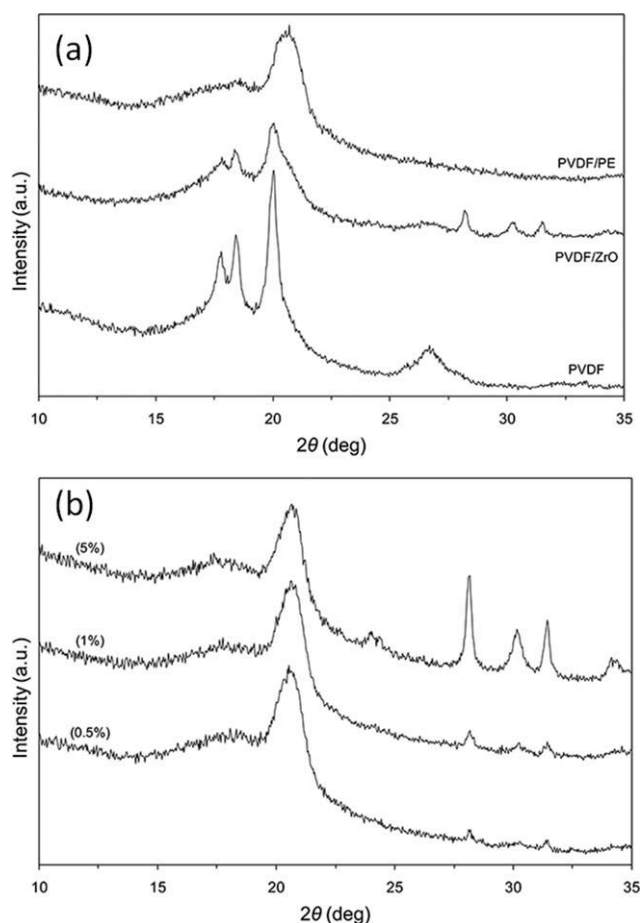 (a)
PVDF/PE
PVDF/ZrO
PVDF
Intensity (a.u.)
10 15 20 25 30 35
2θ (deg)
(b)
(5%)
(1%)
(0.5%)
Intensity (a.u.)
10 15 20 25 30 35
2θ (deg)